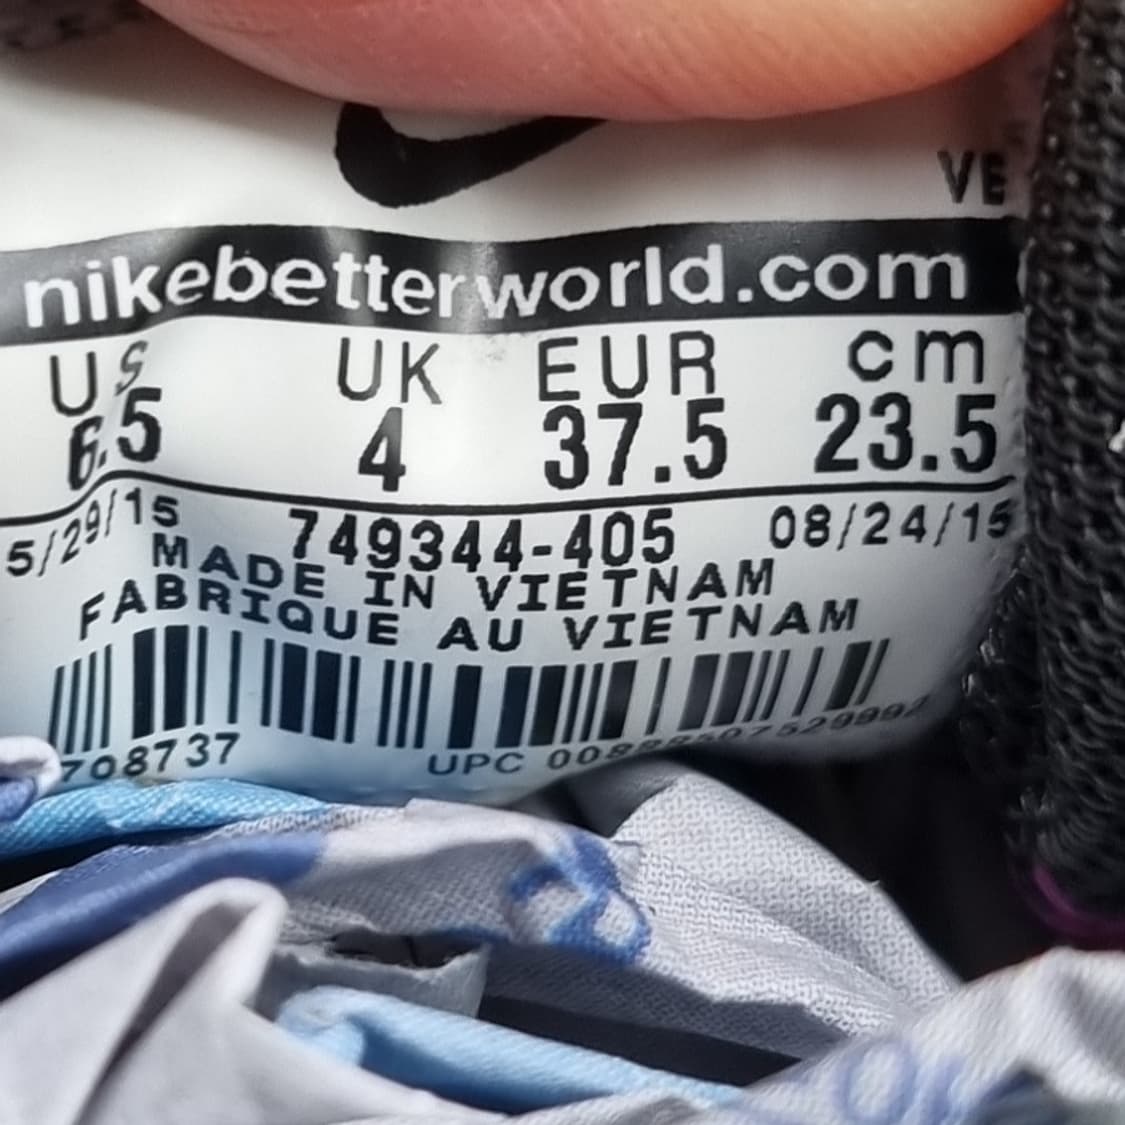 VE
nikebetterworld.com
US UK EUR cm
6.5 4 37.5 23.5
5/29/15 749344-405 08/24/15
MADE IN VIETNAM
FABRIQUE AU VIETNAM
708737 UPC